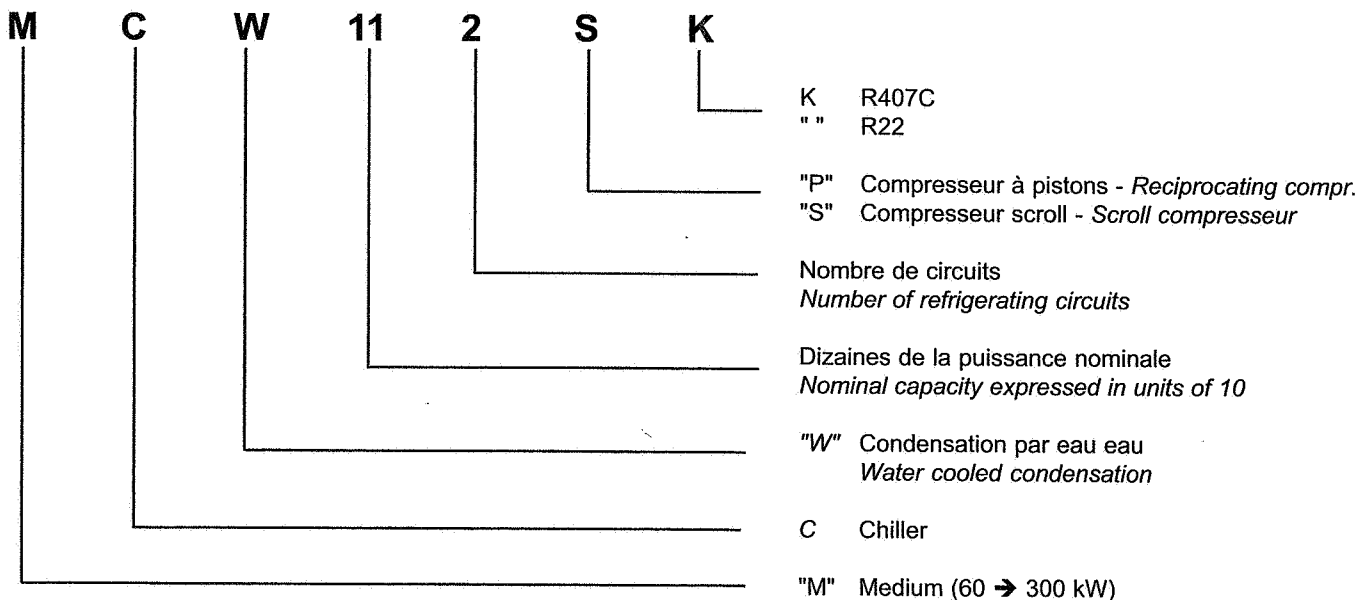 M C W 11 2 S K
K R407C
" " R22
"P" Compresseur à pistons - Reciprocating compr.
"S" Compresseur scroll - Scroll compresseur
Nombre de circuits
Number of refrigerating circuits
Dizaines de la puissance nominale
Nominal capacity expressed in units of 10
"W" Condensation par eau eau
Water cooled condensation
C Chiller
"M" Medium (60 ➔ 300 kW)